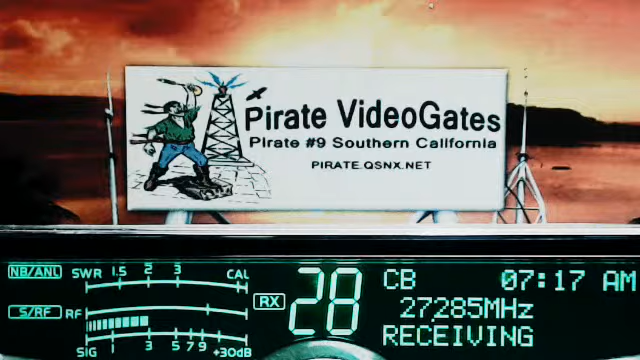 Pirate VideoGates
Pirate #9 Southern California
PIRATE.QSNX.NET
NB/ANL SWR 1.5 2 3 CAL
S/RF RF
SIG 1 3 5 7 9 +30dB
RX 28
CB 07:17 AM
27285MHz
RECEIVING